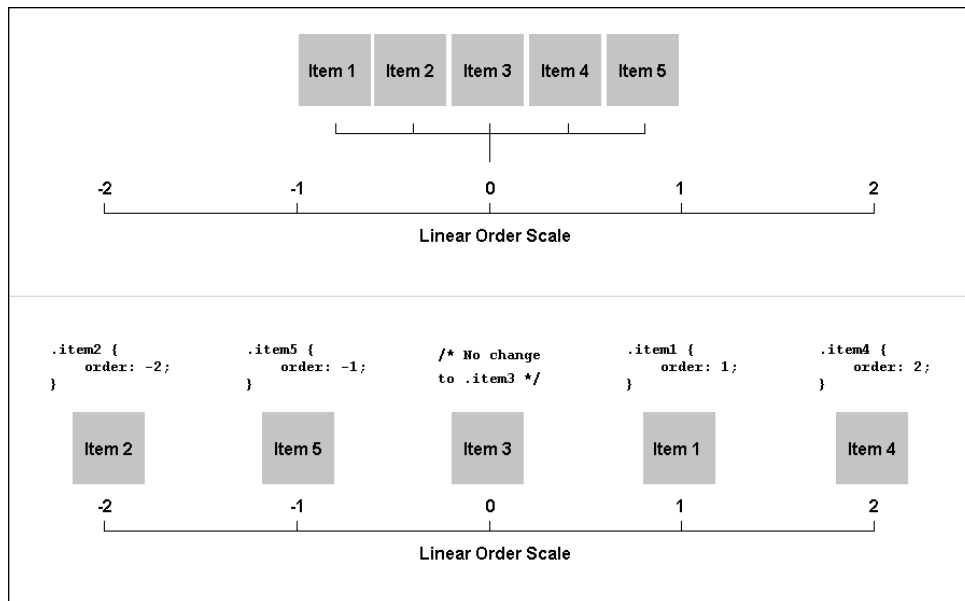 Item 1 Item 2 Item 3 Item 4 Item 5
-2 -1 0 1 2
Linear Order Scale
.item2 {
order: -2;
}
.item5 {
order: -1;
}
/* No change
to .item3 */
.item1 {
order: 1;
}
.item4 {
order: 2;
}
Item 2 Item 5 Item 3 Item 1 Item 4
-2 -1 0 1 2
Linear Order Scale